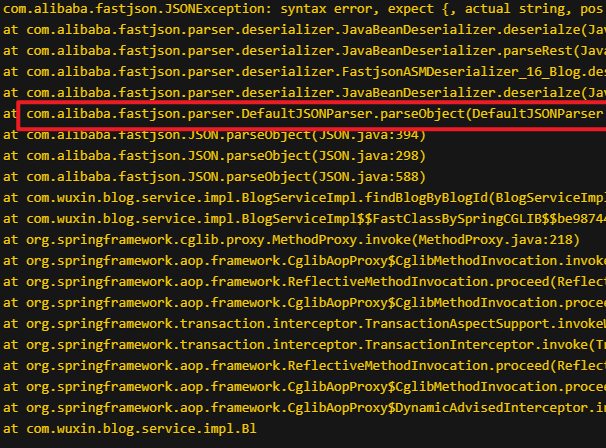 com.alibaba.fastjson.JSONException: syntax error, expect {, actual string, pos
at com.alibaba.fastjson.parser.deserializer.JavaBeanDeserializer.deserialze(Jav
at com.alibaba.fastjson.parser.deserializer.JavaBeanDeserializer.parseRest(Java
at com.alibaba.fastjson.parser.deserializer.FastjsonASMDeserializer_16_Blog.des
at com.alibaba.fastjson.parser.deserializer.JavaBeanDeserializer.deserialze(Jav
at com.alibaba.fastjson.parser.DefaultJSONParser.parseObject(DefaultJSONParser
at com.alibaba.fastjson.JSON.parseObject(JSON.java:394)
at com.alibaba.fastjson.JSON.parseObject(JSON.java:298)
at com.alibaba.fastjson.JSON.parseObject(JSON.java:588)
at com.wuxin.blog.service.impl.BlogServiceImpl.findBlogByBlogId(BlogServiceImpl
at com.wuxin.blog.service.impl.BlogServiceImpl$$FastClassBySpringCGLIB$$be98744
at org.springframework.cglib.proxy.MethodProxy.invoke(MethodProxy.java:218)
at org.springframework.aop.framework.CglibAopProxy$CglibMethodInvocation.invoke
at org.springframework.aop.framework.ReflectiveMethodInvocation.proceed(Reflect
at org.springframework.aop.framework.CglibAopProxy$CglibMethodInvocation.procee
at org.springframework.transaction.interceptor.TransactionAspectSupport.invokeW
at org.springframework.transaction.interceptor.TransactionInterceptor.invoke(Tr
at org.springframework.aop.framework.ReflectiveMethodInvocation.proceed(Reflect
at org.springframework.aop.framework.CglibAopProxy$CglibMethodInvocation.procee
at org.springframework.aop.framework.CglibAopProxy$DynamicAdvisedInterceptor.in
at com.wuxin.blog.service.impl.Bl